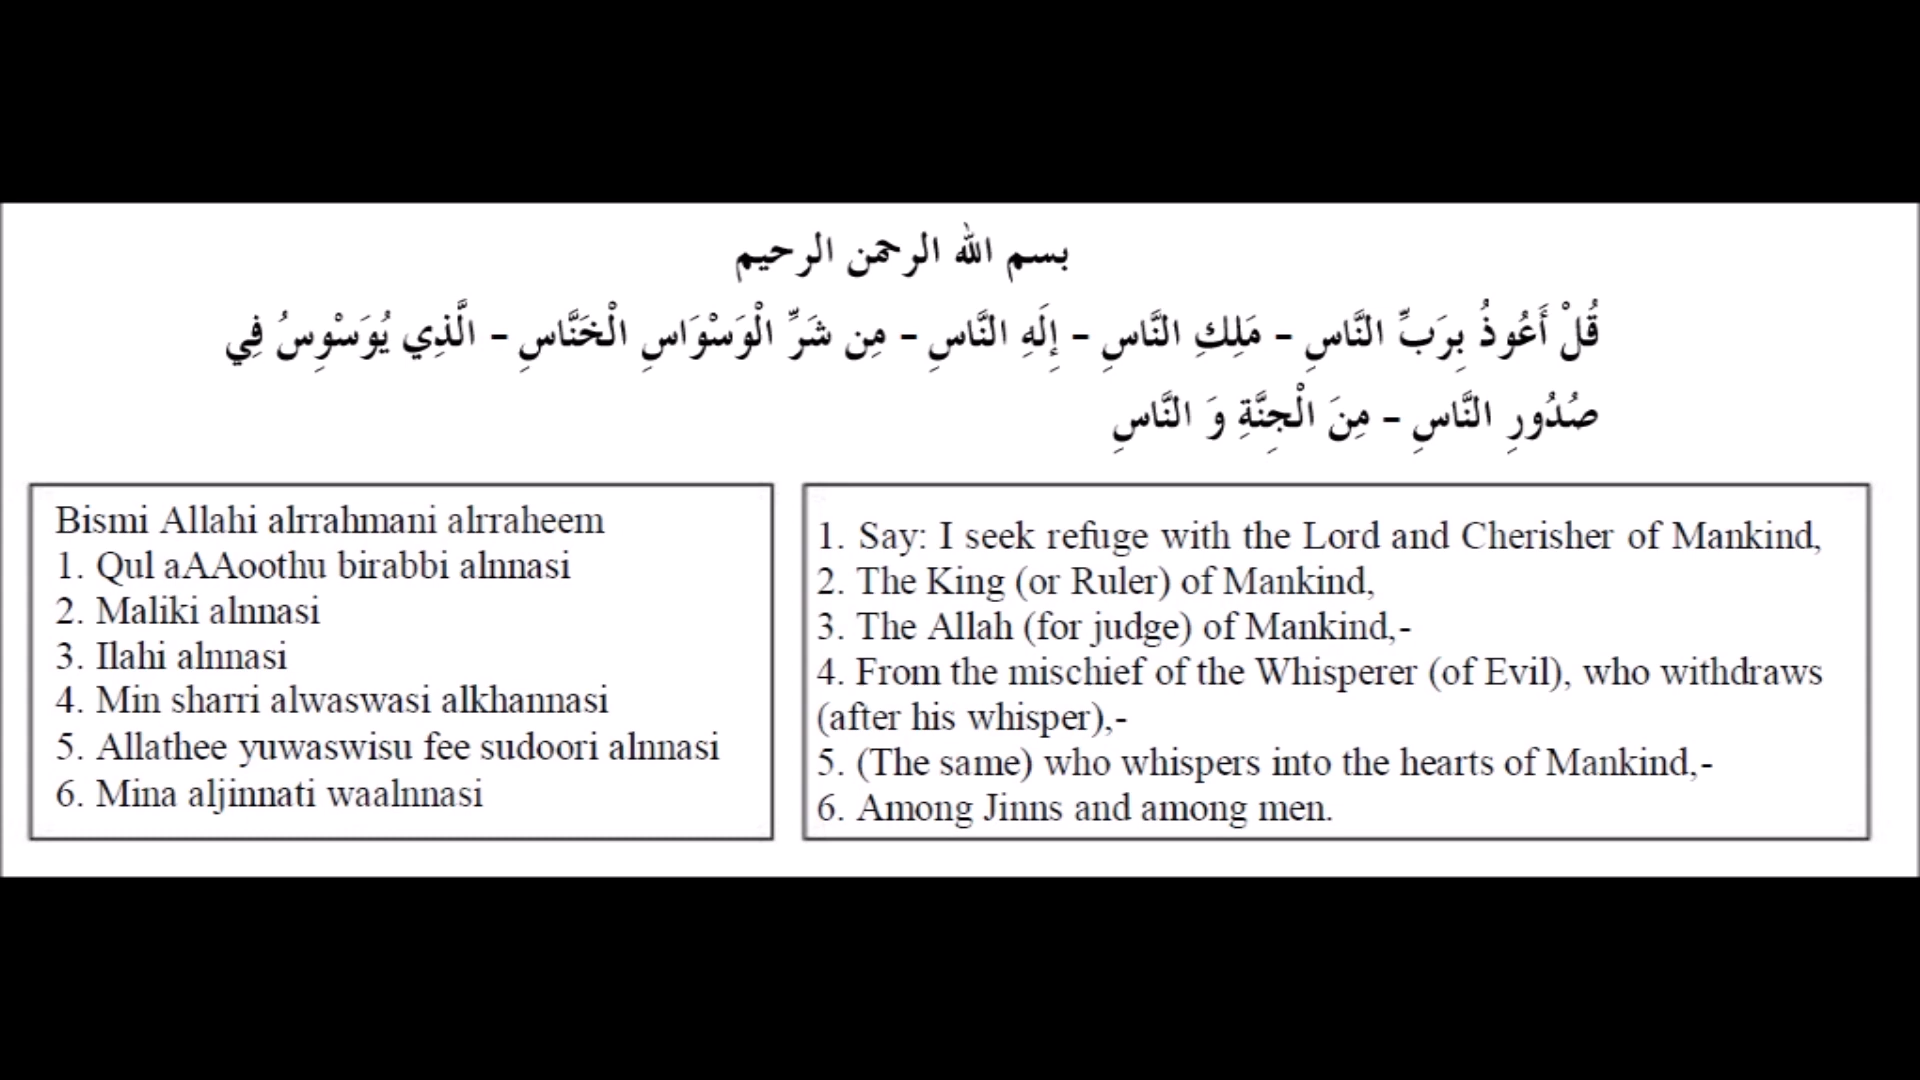 بسم الله الرحمن الرحيم
قُلْ أَعُوذُ بِرَبِّ النَّاسِ – مَلِكِ النَّاسِ – إِلَهِ النَّاسِ – مِن شَرِّ الْوَسْوَاسِ الْخَنَّاسِ – الَّذِي يُوَسْوِسُ فِي
صُدُورِ النَّاسِ – مِنَ الْجِنَّةِ وَ النَّاسِ
Bismi Allahi alrrahmani alrraheem
1. Qul aAAoothu birabbi alnnasi
2. Maliki alnnasi
3. Ilahi alnnasi
4. Min sharri alwaswasi alkhannasi
5. Allathee yuwaswisu fee sudoori alnnasi
6. Mina aljinnati waalnnasi
1. Say: I seek refuge with the Lord and Cherisher of Mankind,
2. The King (or Ruler) of Mankind,
3. The Allah (for judge) of Mankind,-
4. From the mischief of the Whisperer (of Evil), who withdraws
(after his whisper),-
5. (The same) who whispers into the hearts of Mankind,-
6. Among Jinns and among men.